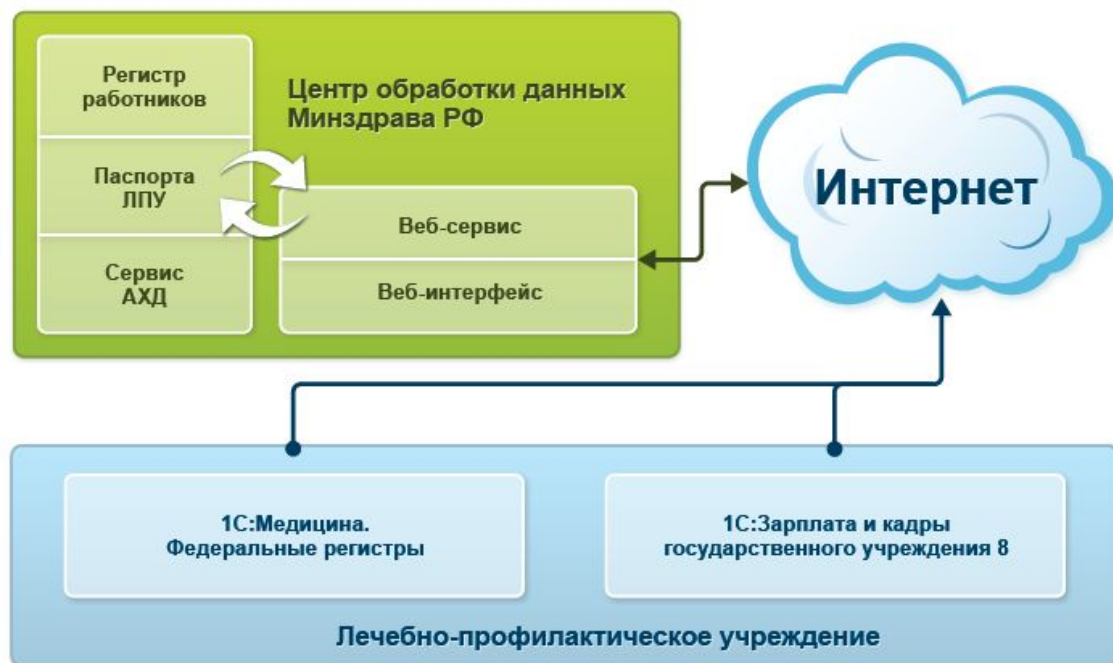 Регистр
работников
Центр обработки данных
Минздрава РФ
Паспорта
ЛПУ
Веб-сервис
Сервис
АХД
Веб-интерфейс
Интернет
1С:Медицина.
Федеральные регистры
1С:Зарплата и кадры
государственного учреждения 8
Лечебно-профилактическое учреждение